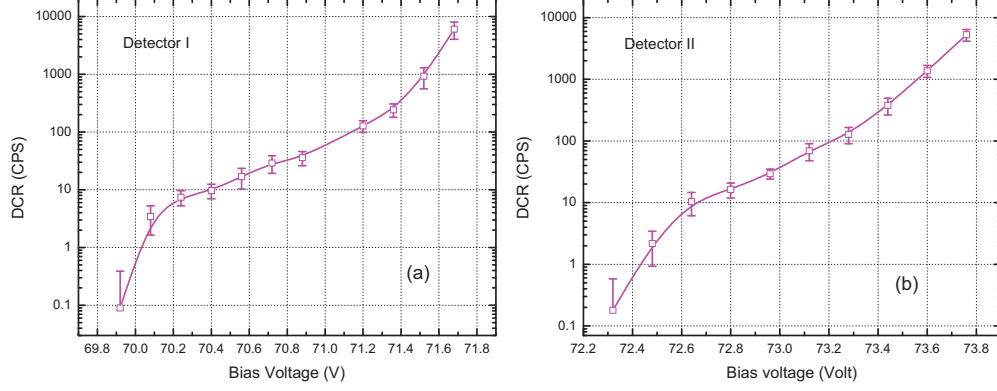 10000
1000
100
10
1
0.1
DCR (CPS)
Detector I
(a)
69.8 70.0 70.2 70.4 70.6 70.8 71.0 71.2 71.4 71.6 71.8
Bias Voltage (V)
10000
1000
100
10
1
0.1
DCR (CPS)
Detector II
(b)
72.2 72.4 72.6 72.8 73.0 73.2 73.4 73.6 73.8
Bias voltage (Volt)